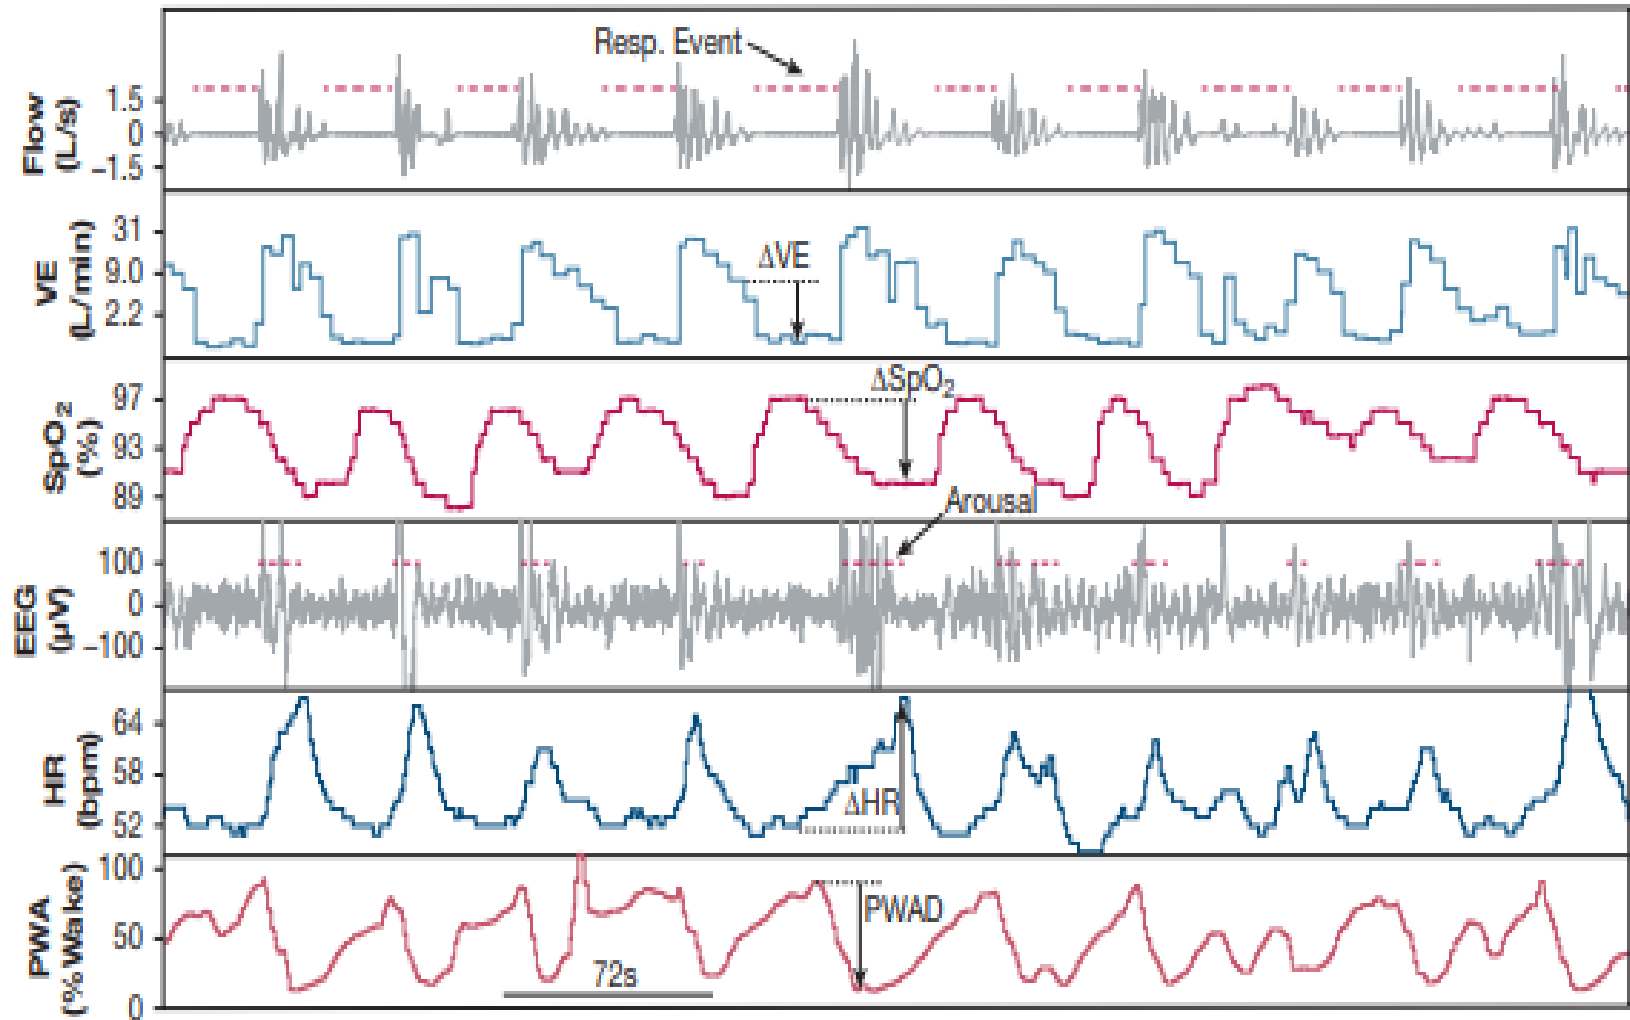 Resp. Event
Flow
(L/s)
1.5
0
−1.5
VE
(L/min)
31
9.0
2.2
ΔVE
SpO₂
(%)
97
93
89
ΔSpO₂
Arousal
EEG
(µV)
100
0
−100
HR
(bpm)
64
58
52
ΔHR
PWA
(%Wake)
100
50
0
PWAD
72s